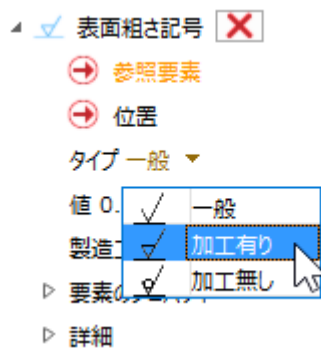 表面粗さ記号
参照要素
位置
タイプ 一般
値 0.
一般
製造
加工有り
加工無し
要素の
詳細